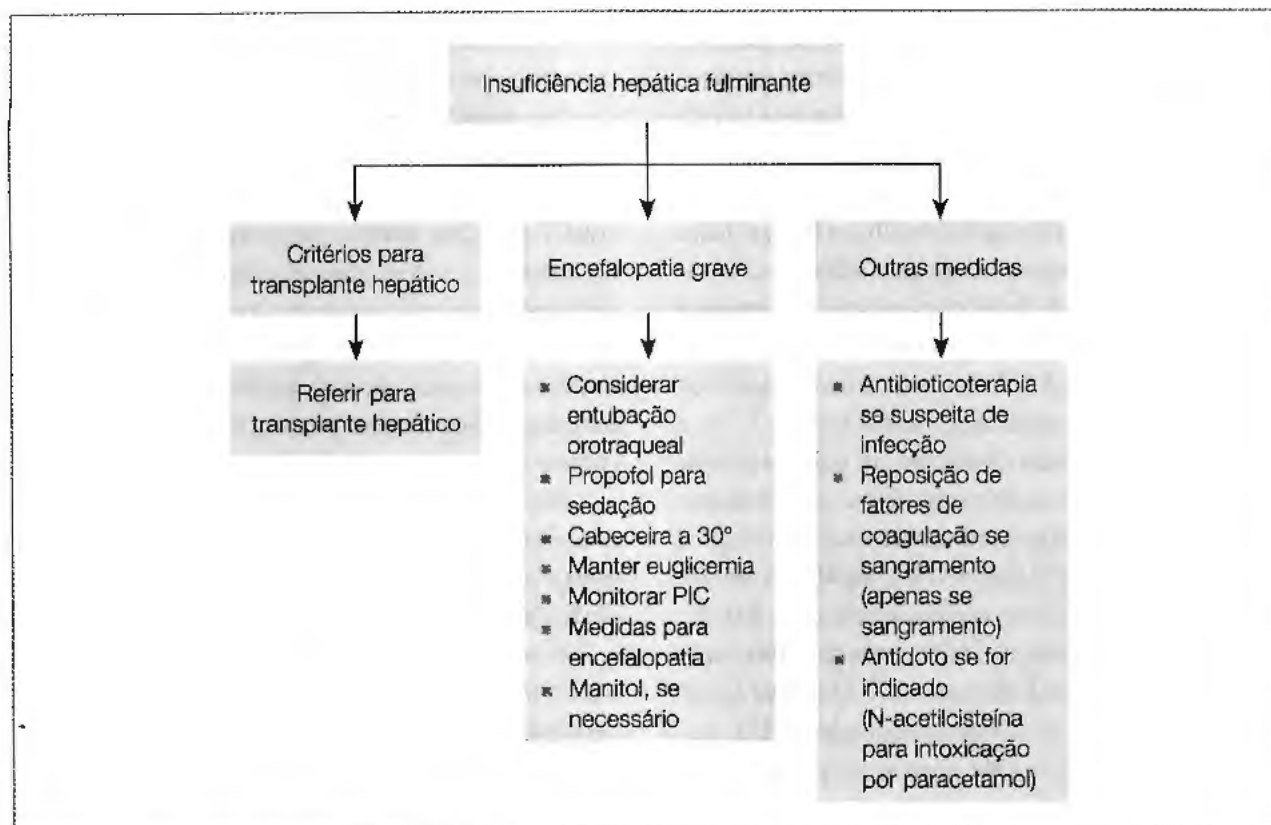 Insuficiência hepática fulminante
Critérios para
transplante hepático
Referir para
transplante hepático
Encefalopatia grave
▪ Considerar
entubação
orotraqueal
▪ Propofol para
sedação
▪ Cabeceira a 30°
▪ Manter euglicemia
▪ Monitorar PIC
▪ Medidas para
encefalopatia
▪ Manitol, se
necessário
Outras medidas
▪ Antibioticoterapia
se suspeita de
infecção
▪ Reposição de
fatores de
coagulação se
sangramento
(apenas se
sangramento)
▪ Antídoto se for
indicado
(N-acetilcisteína
para intoxicação
por paracetamol)